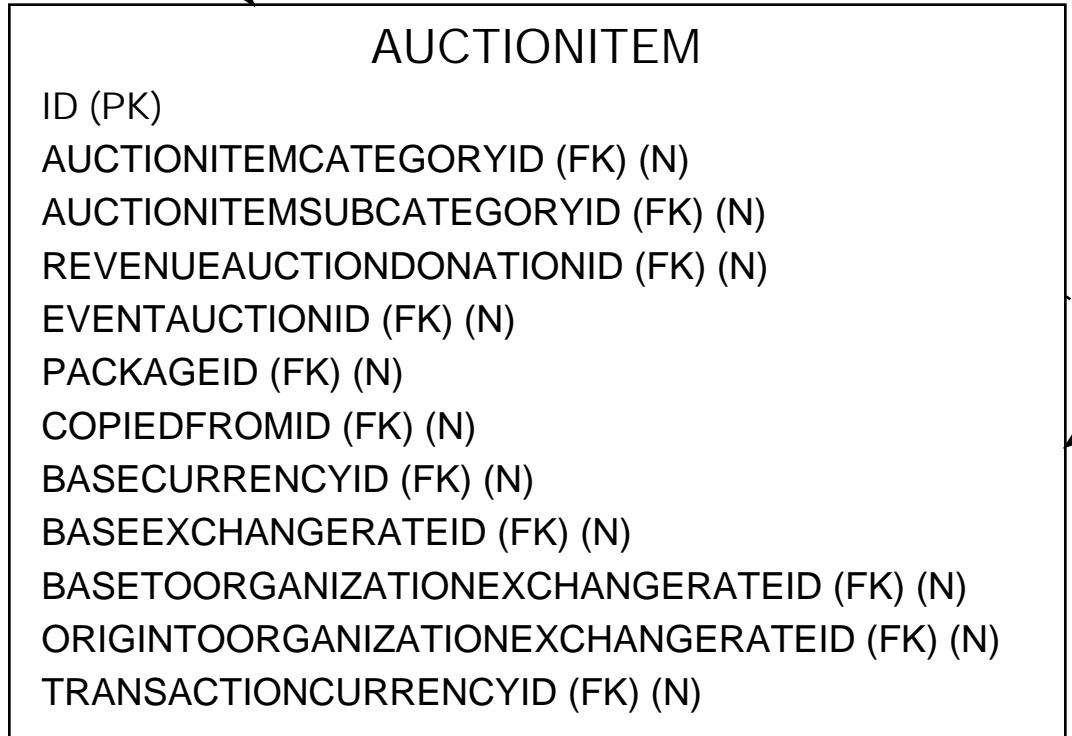 AUCTIONITEM
ID (PK)
AUCTIONITEMCATEGORYID (FK) (N)
AUCTIONITEMSUBCATEGORYID (FK) (N)
REVENUEAUCTIONDONATIONID (FK) (N)
EVENTAUCTIONID (FK) (N)
PACKAGEID (FK) (N)
COPIEDFROMID (FK) (N)
BASECURRENCYID (FK) (N)
BASEEXCHANGERATEID (FK) (N)
BASETOORGANIZATIONEXCHANGERATEID (FK) (N)
ORIGINTOORGANIZATIONEXCHANGERATEID (FK) (N)
TRANSACTIONCURRENCYID (FK) (N)